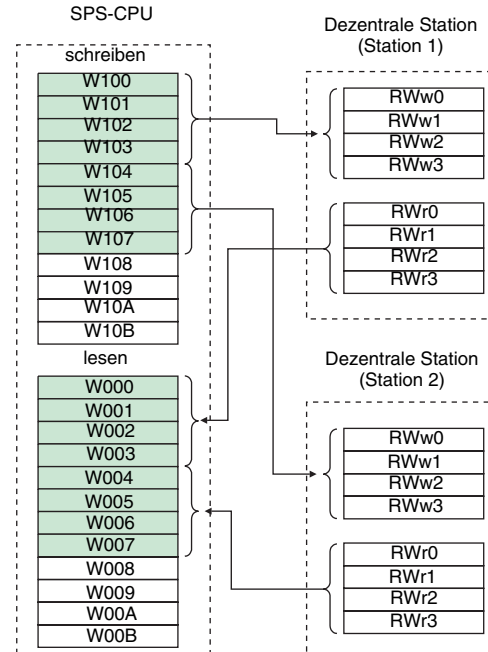 SPS-CPU
schreiben
W100
W101
W102
W103
W104
W105
W106
W107
W108
W109
W10A
W10B
lesen
W000
W001
W002
W003
W004
W005
W006
W007
W008
W009
W00A
W00B
Dezentrale Station
(Station 1)
RWw0
RWw1
RWw2
RWw3
RWr0
RWr1
RWr2
RWr3
Dezentrale Station
(Station 2)
RWw0
RWw1
RWw2
RWw3
RWr0
RWr1
RWr2
RWr3